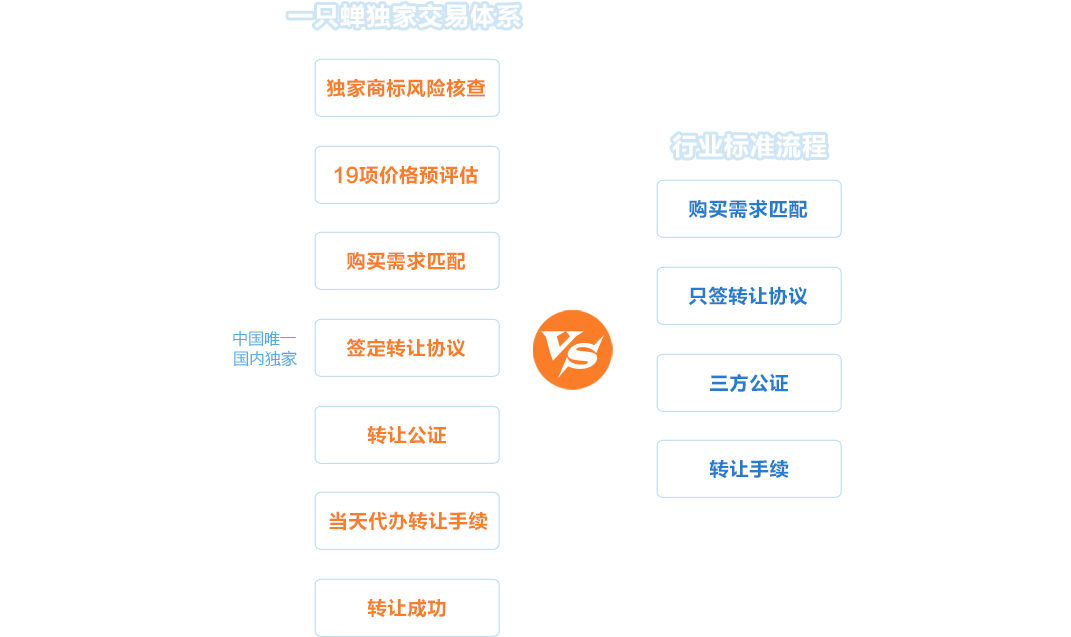 一只蝉独家交易体系
独家商标风险核查
19项价格预评估
购买需求匹配
中国唯一
国内独家
签定转让协议
转让公证
当天代办转让手续
转让成功
VS
行业标准流程
购买需求匹配
只签转让协议
三方公证
转让手续